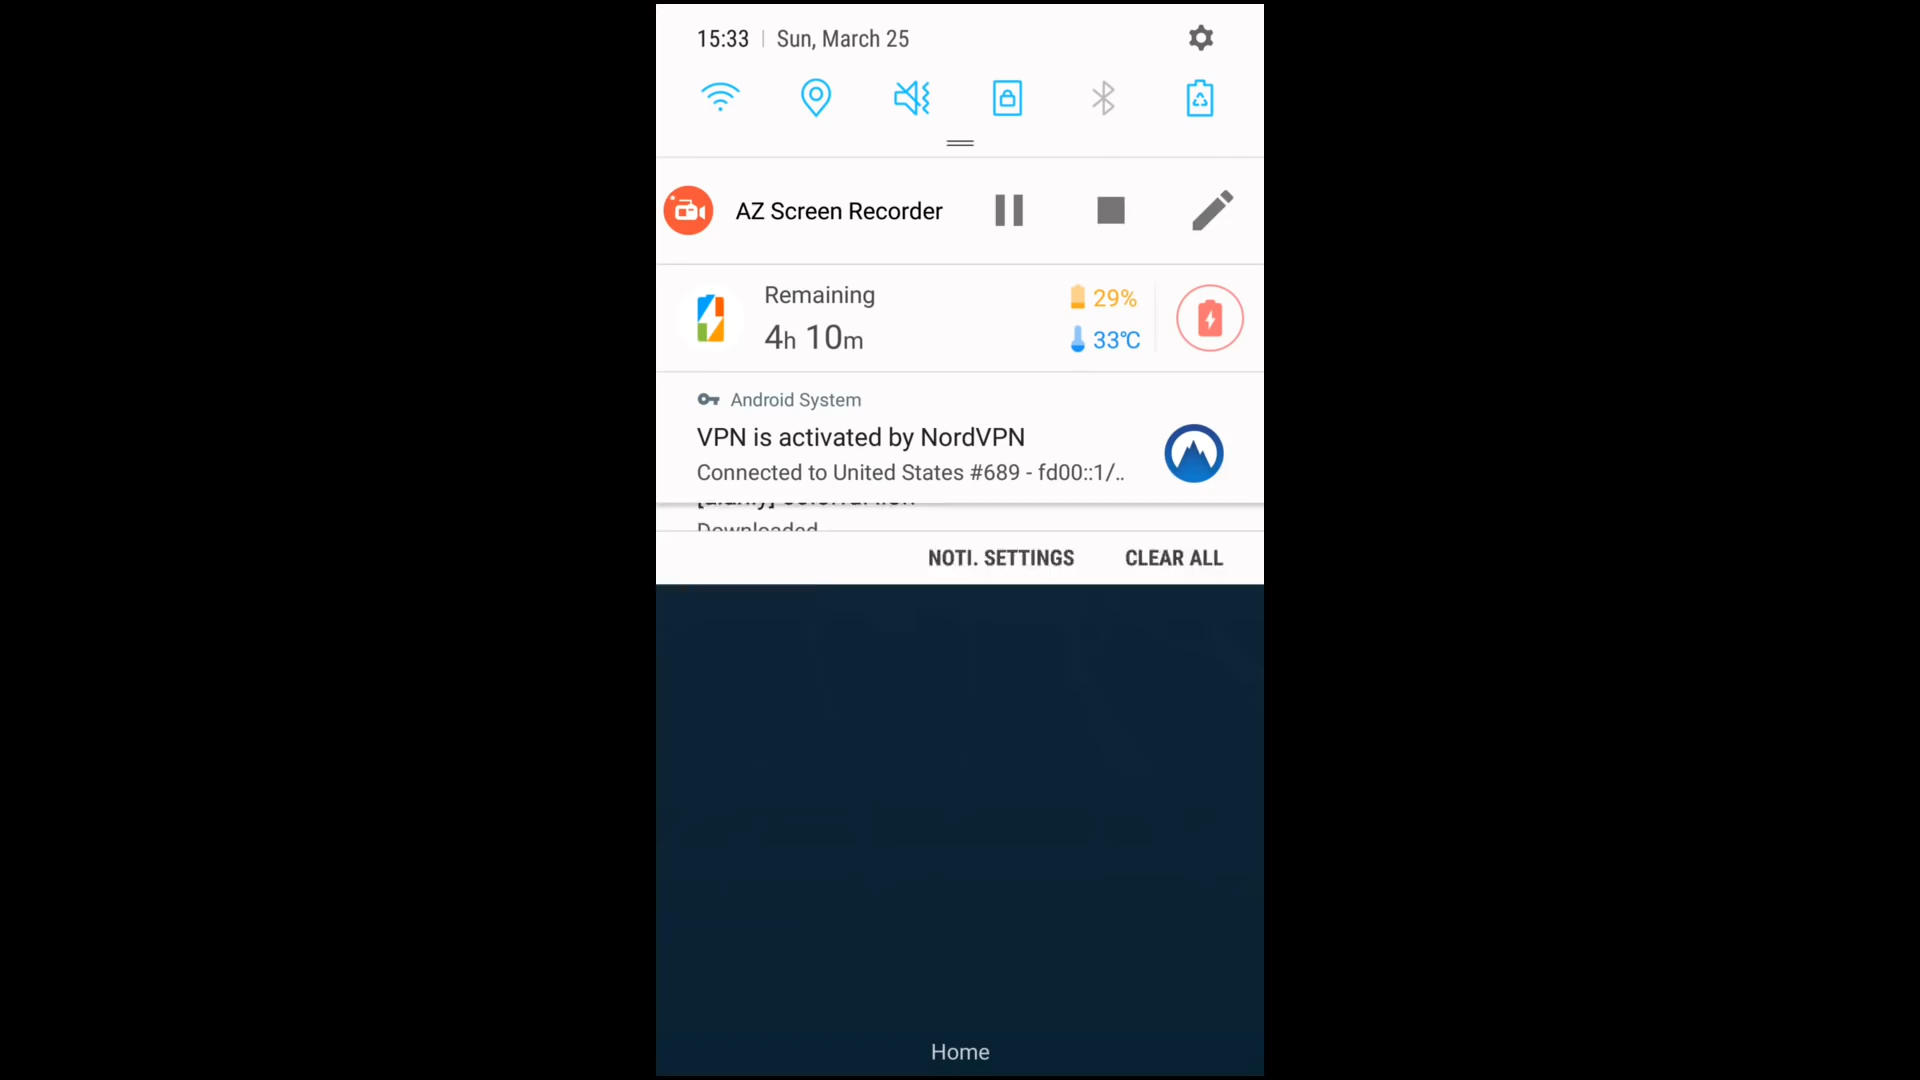 15:33 | Sun, March 25
AZ Screen Recorder
Remaining
29%
4h 10m
33℃
Android System
VPN is activated by NordVPN
Connected to United States #689 - fd00::1/..
Downloaded
NOTI. SETTINGS CLEAR ALL
Home